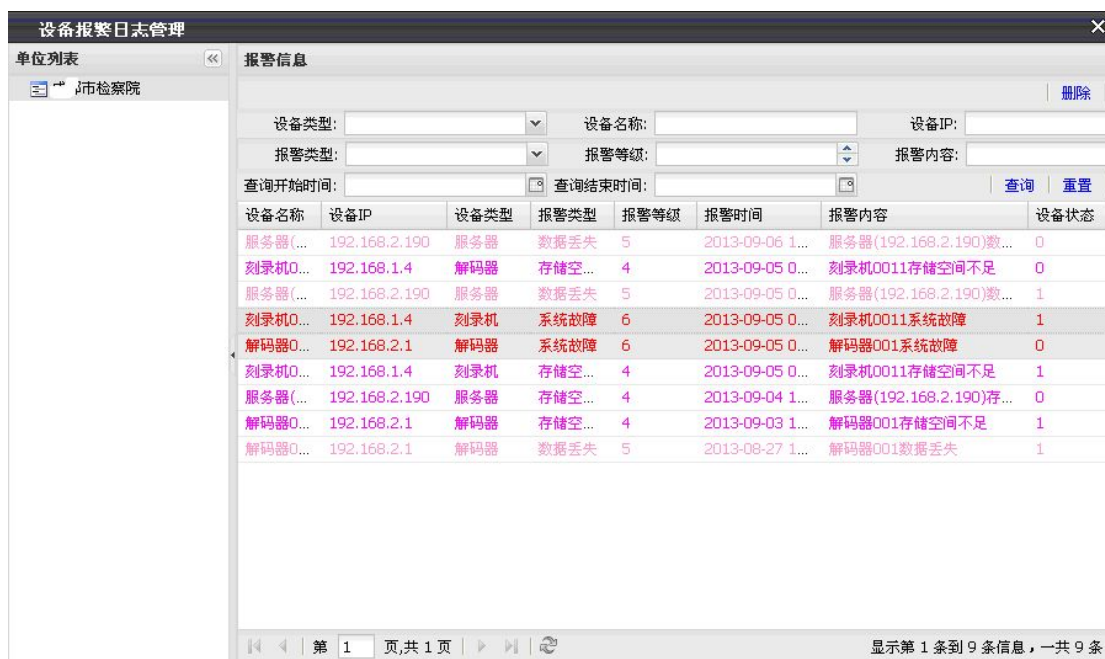 设备报警日志管理
单位列表
市检察院
报警信息
删除
设备类型: 设备名称: 设备IP:
报警类型: 报警等级: 报警内容:
查询开始时间: 查询结束时间: 查询 重置
设备名称 设备IP 设备类型 报警类型 报警等级 报警时间 报警内容 设备状态
服务器(... 192.168.2.190 服务器 数据丢失 5 2013-09-06 1... 服务器(192.168.2.190)数... 0
刻录机0... 192.168.1.4 解码器 存储空... 4 2013-09-05 0... 刻录机0011存储空间不足 0
服务器(... 192.168.2.190 服务器 数据丢失 5 2013-09-05 0... 服务器(192.168.2.190)数... 1
刻录机0... 192.168.1.4 刻录机 系统故障 6 2013-09-05 0... 刻录机0011系统故障 1
解码器0... 192.168.2.1 解码器 系统故障 6 2013-09-05 0... 解码器001系统故障 0
刻录机0... 192.168.1.4 刻录机 存储空... 4 2013-09-05 0... 刻录机0011存储空间不足 1
服务器(... 192.168.2.190 服务器 存储空... 4 2013-09-04 1... 服务器(192.168.2.190)存... 0
解码器0... 192.168.2.1 解码器 存储空... 4 2013-09-03 1... 解码器001存储空间不足 1
解码器0... 192.168.2.1 解码器 数据丢失 5 2013-08-27 1... 解码器001数据丢失 1
第 1 页,共 1 页 显示第 1 条到 9 条信息，一共 9 条